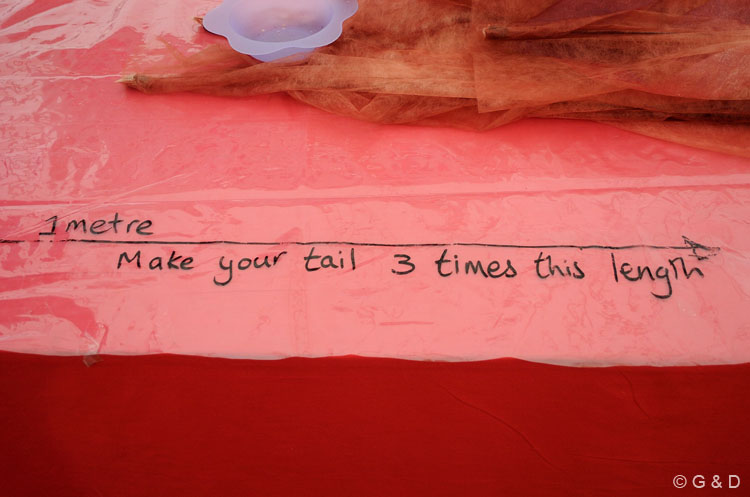 1 metre
Make your tail 3 times this length
© G & D